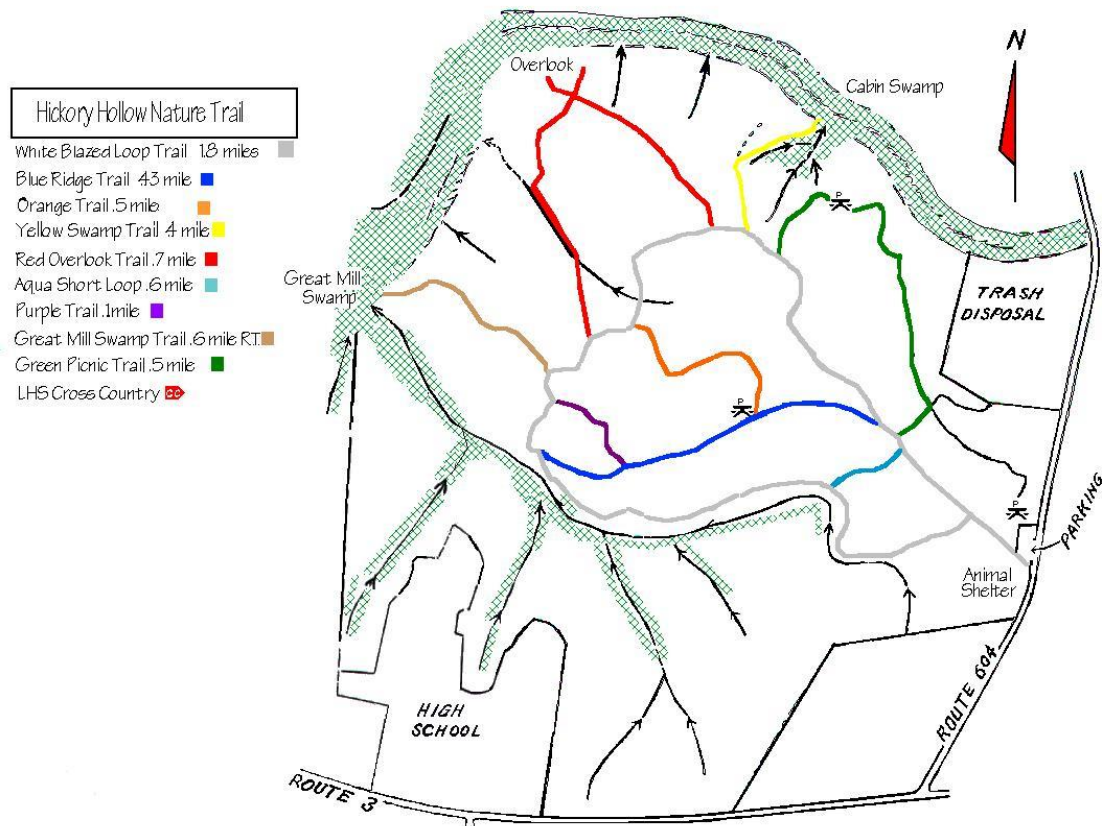 Hickory Hollow Nature Trail
White Blazed Loop Trail 1.8 miles
Blue Ridge Trail .43 mile
Orange Trail .5 mile
Yellow Swamp Trail .4 mile
Red Overlook Trail .7 mile
Aqua Short Loop .6 mile
Purple Trail .1mile
Great Mill Swamp Trail .6 mile R.T.
Green Picnic Trail .5 mile
LHS Cross Country CC
Overlook
Cabin Swamp
N
P
Great Mill
Swamp
TRASH
DISPOSAL
P
P
PARKING
Animal
Shelter
HIGH
SCHOOL
ROUTE 604
ROUTE 3